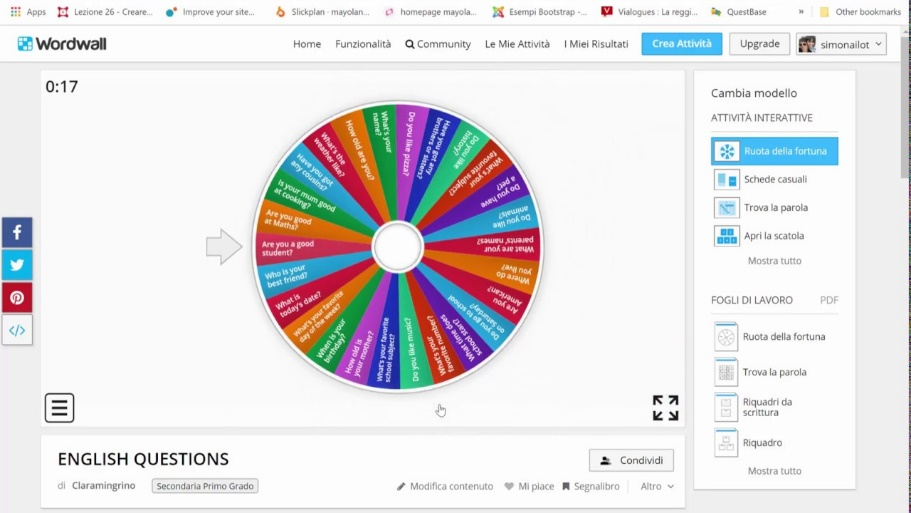 Apps
Lezione 26 - Creare...
Improve your site...
Slickplan - mayolan...
homepage mayola...
Esempi Bootstrap -...
Vialogues : La reggi...
QuestBase
»
Other bookmarks
Wordwall
Home
Funzionalità
Community
Le Mie Attività
I Miei Risultati
Crea Attività
Upgrade
simonailot
0:17
Do you like pizza?
Have you got any
brothers or sisters?
Do you like
history?
What's your
favorite subject?
Do you have
a pet?
Do you like
animals?
What are your
parents' names?
Where do
you live?
Are you
American?
Do you go to school
on Saturday?
What time does
school start?
What's your
favorite number?
Do you like music?
What's your favorite
school subject?
How old is
your mother?
When is your
birthday?
What's your favorite
day of the week?
What is
today's date?
Who is your
best friend?
Are you a good
student?
Are you good
at Maths?
Is your mum good
at cooking?
Have you got
any cousins?
What's the
weather like?
How old are you?
What's your
name?
Cambia modello
ATTIVITÀ INTERATTIVE
Ruota della fortuna
Schede casuali
Trova la parola
Apri la scatola
Mostra tutto
FOGLI DI LAVORO PDF
Ruota della fortuna
Trova la parola
Riquadri da
scrittura
Riquadro
Mostra tutto
ENGLISH QUESTIONS
Condividi
di Claramingrino Secondaria Primo Grado
Modifica contenuto
Mi piace
Segnalibro
Altro